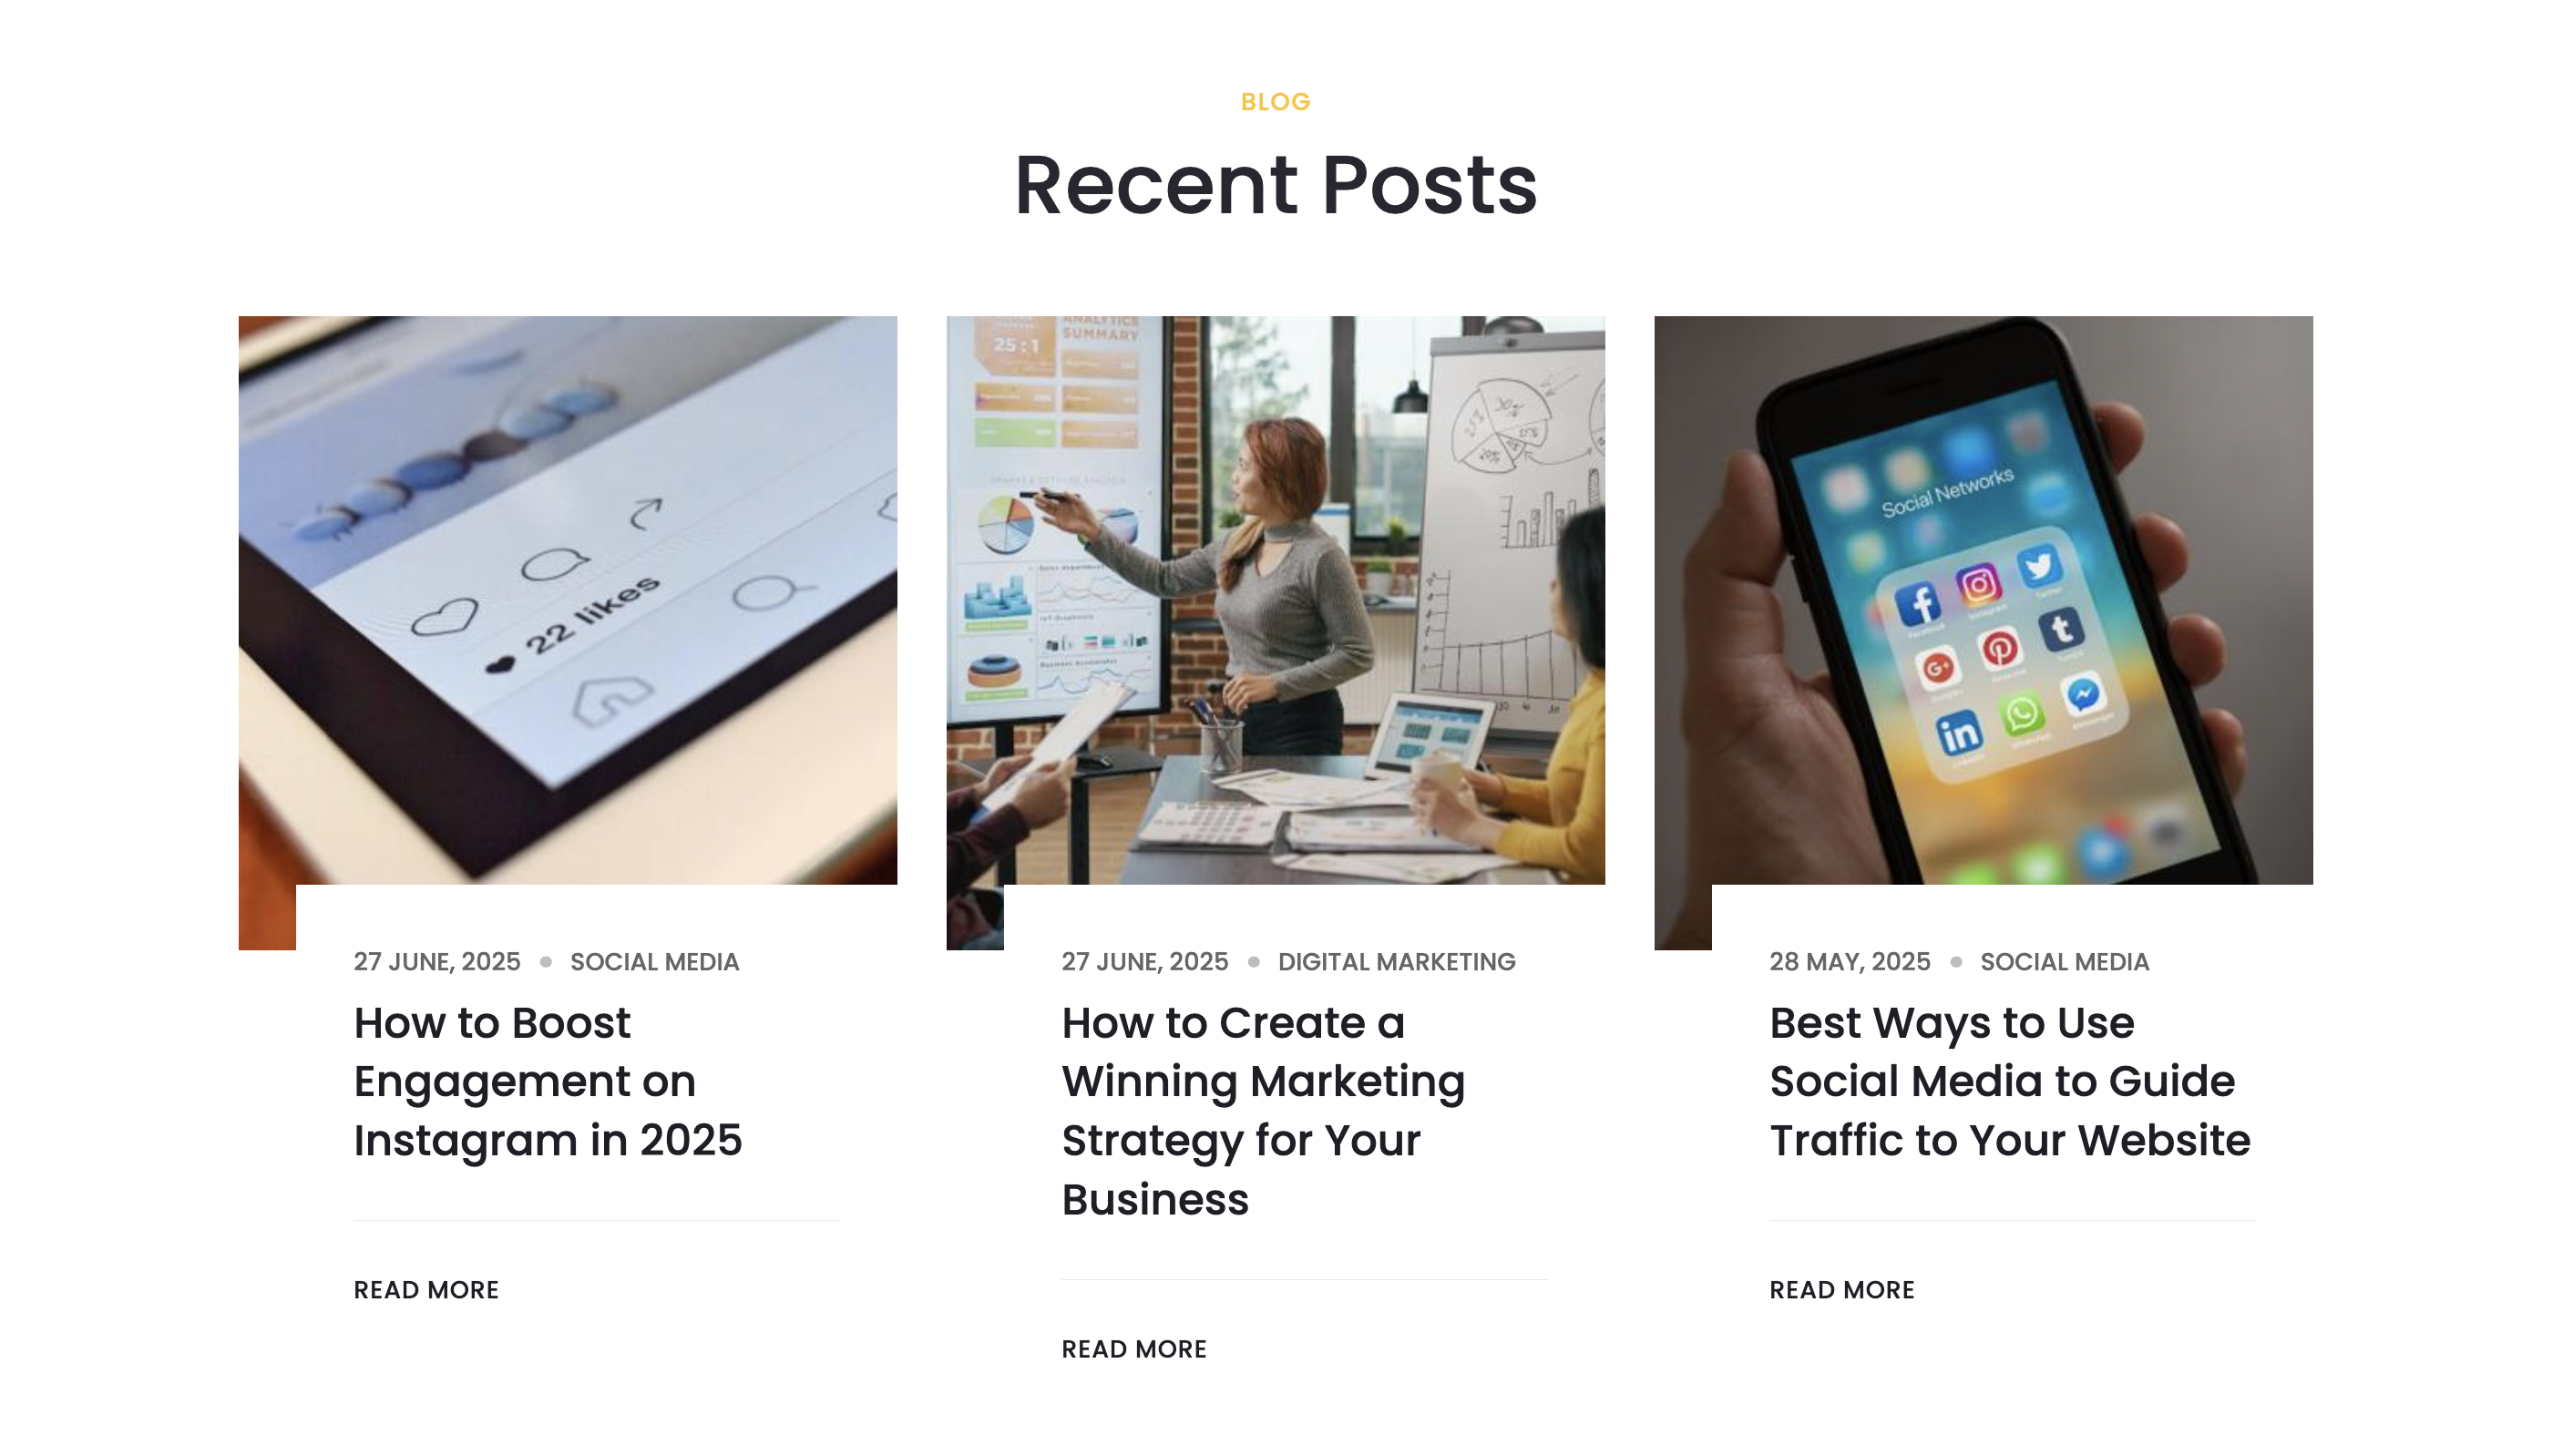 BLOG
Recent Posts
22 likes
ANALYTICS
SUMMARY
25:1
30%
25%
20%
Social Networks
27 JUNE, 2025 • SOCIAL MEDIA
How to Boost
Engagement on
Instagram in 2025
READ MORE
27 JUNE, 2025 • DIGITAL MARKETING
How to Create a
Winning Marketing
Strategy for Your
Business
READ MORE
28 MAY, 2025 • SOCIAL MEDIA
Best Ways to Use
Social Media to Guide
Traffic to Your Website
READ MORE